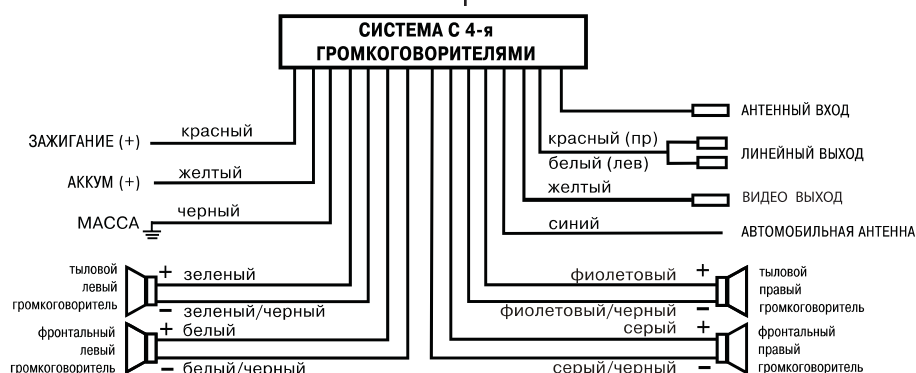 СИСТЕМА С 4-я
ГРОМКОГОВОРИТЕЛЯМИ
ЗАЖИГАНИЕ (+)
красный
АККУМ (+)
желтый
МАССА
черный
тыловой
левый
громкоговоритель
+ зеленый
– зеленый/черный
фронтальный
левый
громкоговоритель
+ белый
– белый/черный
АНТЕННЫЙ ВХОД
красный (пр)
белый (лев)
ЛИНЕЙНЫЙ ВЫХОД
желтый
ВИДЕО ВЫХОД
синий
АВТОМОБИЛЬНАЯ АНТЕННА
фиолетовый +
фиолетовый/черный –
тыловой
правый
громкоговоритель
серый +
серый/черный –
фронтальный
правый
громкоговоритель